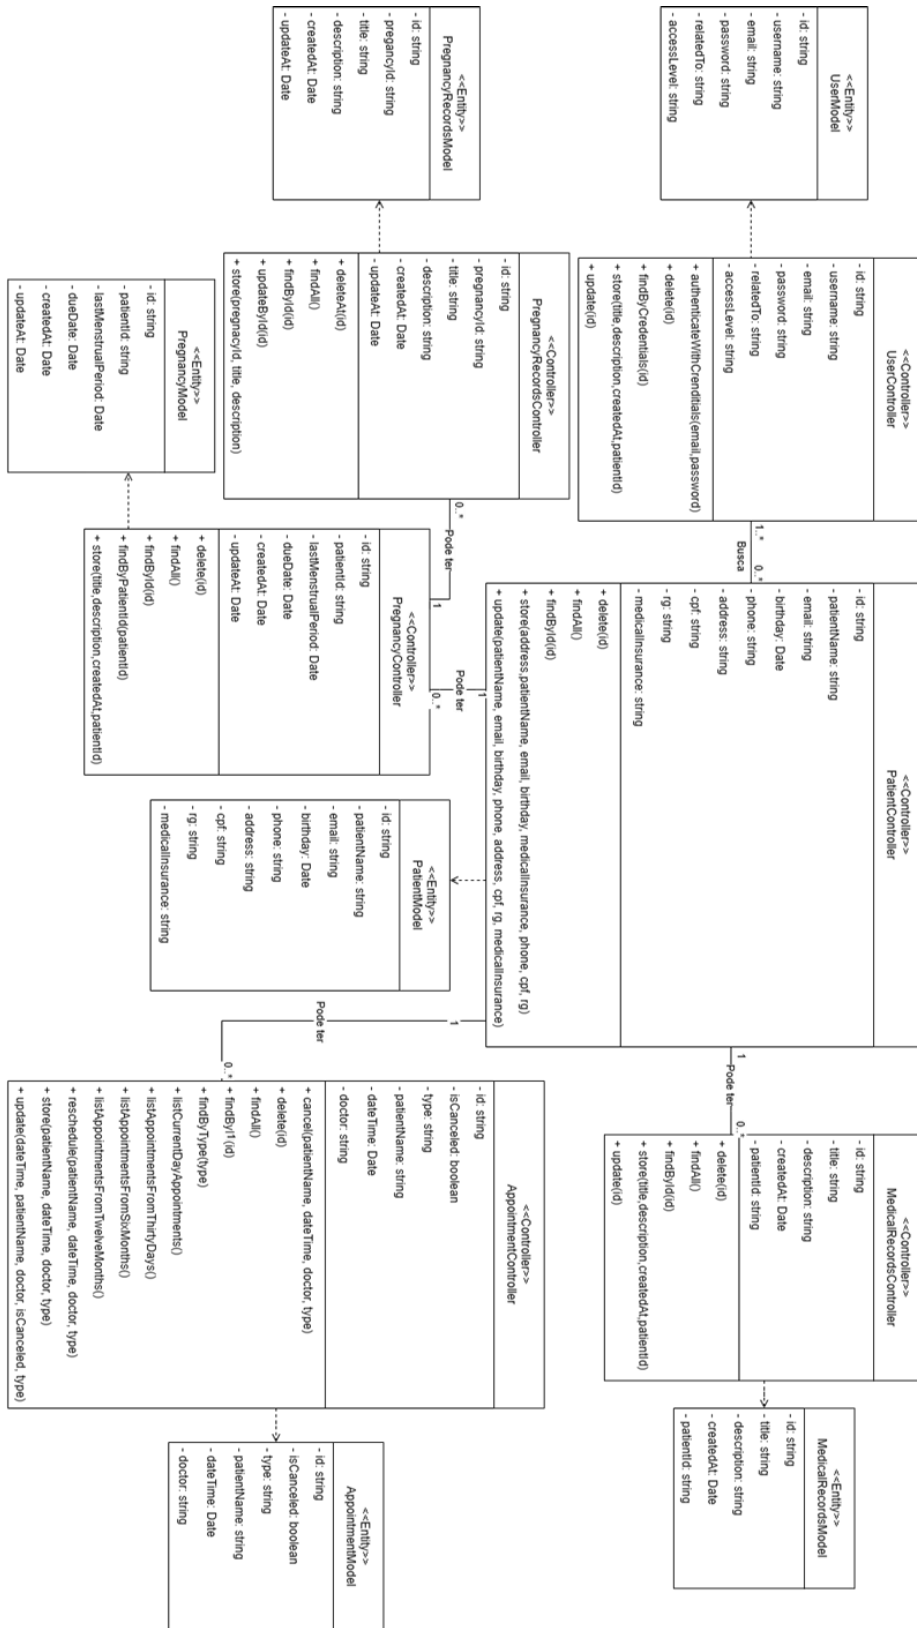 <<Entity>>
UserModel
- id: string
- username: string
- email: string
- password: string
- relatedTo: string
- accessLevel: string
<<Controller>>
UserController
- id: string
- username: string
- email: string
- password: string
- relatedTo: string
- accessLevel: string
+ authenticateWithCrenditials(email,password)
+ delete(id)
+ findByCredentials(id)
+ store(title,description,createdAt,patientId)
+ update(id)
1..*
Busca
0..*
<<Controller>>
PatientController
- id: string
- patientName: string
- email: string
- birthday: Date
- phone: string
- address: string
- cpf: string
- rg: string
- medicalInsurance: string
+ delete(id)
+ findAll()
+ findById(id)
+ store(address,patientName, email, birthday, medicalInsurance, phone, cpf, rg)
+ update(patientName, email, birthday, phone, address, cpf, rg, medicalInsurance)
1
Pode ter
0..*
<<Controller>>
MedicalRecordsController
- id: string
- title: string
- description: string
- createdAt: Date
- patientId: string
+ delete(id)
+ findAll()
+ findById(id)
+ store(title,description,createdAt,patientId)
+ update(id)
<<Entity>>
MedicalRecordsModel
- id: string
- title: string
- description: string
- createdAt: Date
- patientId: string
<<Entity>>
PregnancyRecordsModel
- id: string
- pregancyId: string
- title: string
- description: string
- createdAt: Date
- updateAt: Date
<<Controller>>
PregnancyRecordsController
- id: string
- pregnancyId: string
- title: string
- description: string
- createdAt: Date
- updateAt: Date
+ deleteAt(id)
+ findAll()
+ findById(id)
+ updateById(id)
+ store(pregnacyId, title, description)
0..*
Pode ter
1
1
Pode ter
0..*
<<Controller>>
PregnancyController
- id: string
- patientId: string
- lastMenstrualPeriod: Date
- dueDate: Date
- createdAt: Date
- updateAt: Date
+ delete(id)
+ findAll()
+ findById(id)
+ findByPatientId(patientId)
+ store(title,description,createdAt,patientId)
<<Entity>>
PregnancyModel
- id: string
- patientId: string
- lastMenstrualPeriod: Date
- dueDate: Date
- createdAt: Date
- updateAt: Date
<<Entity>>
PatientModel
- id: string
- patientName: string
- email: string
- birthday: Date
- phone: string
- address: string
- cpf: string
- rg: string
- medicalInsurance: string
1
Pode ter
0..*
<<Controller>>
AppointmentController
- id: string
- isCanceled: boolean
- type: string
- patientName: string
- dateTime: Date
- doctor: string
+ cancel(patientName, dateTime, doctor, type)
+ delete(id)
+ findAll()
+ findByI¹(id)
+ findByType(type)
+ listCurrentDayAppointments()
+ listAppointmentsFromThirtyDays()
+ listAppointmentsFromSixMonths()
+ listAppointmentsFromTwelveMonths()
+ reschedule(patientName, dateTime, doctor, type)
+ store(patientName, dateTime, doctor, type)
+ update(dateTime, patientName, doctor, isCanceled, type)
<<Entity>>
AppointmentModel
- id: string
- isCanceled: boolean
- type: string
- patientName: string
- dateTime: Date
- doctor: string